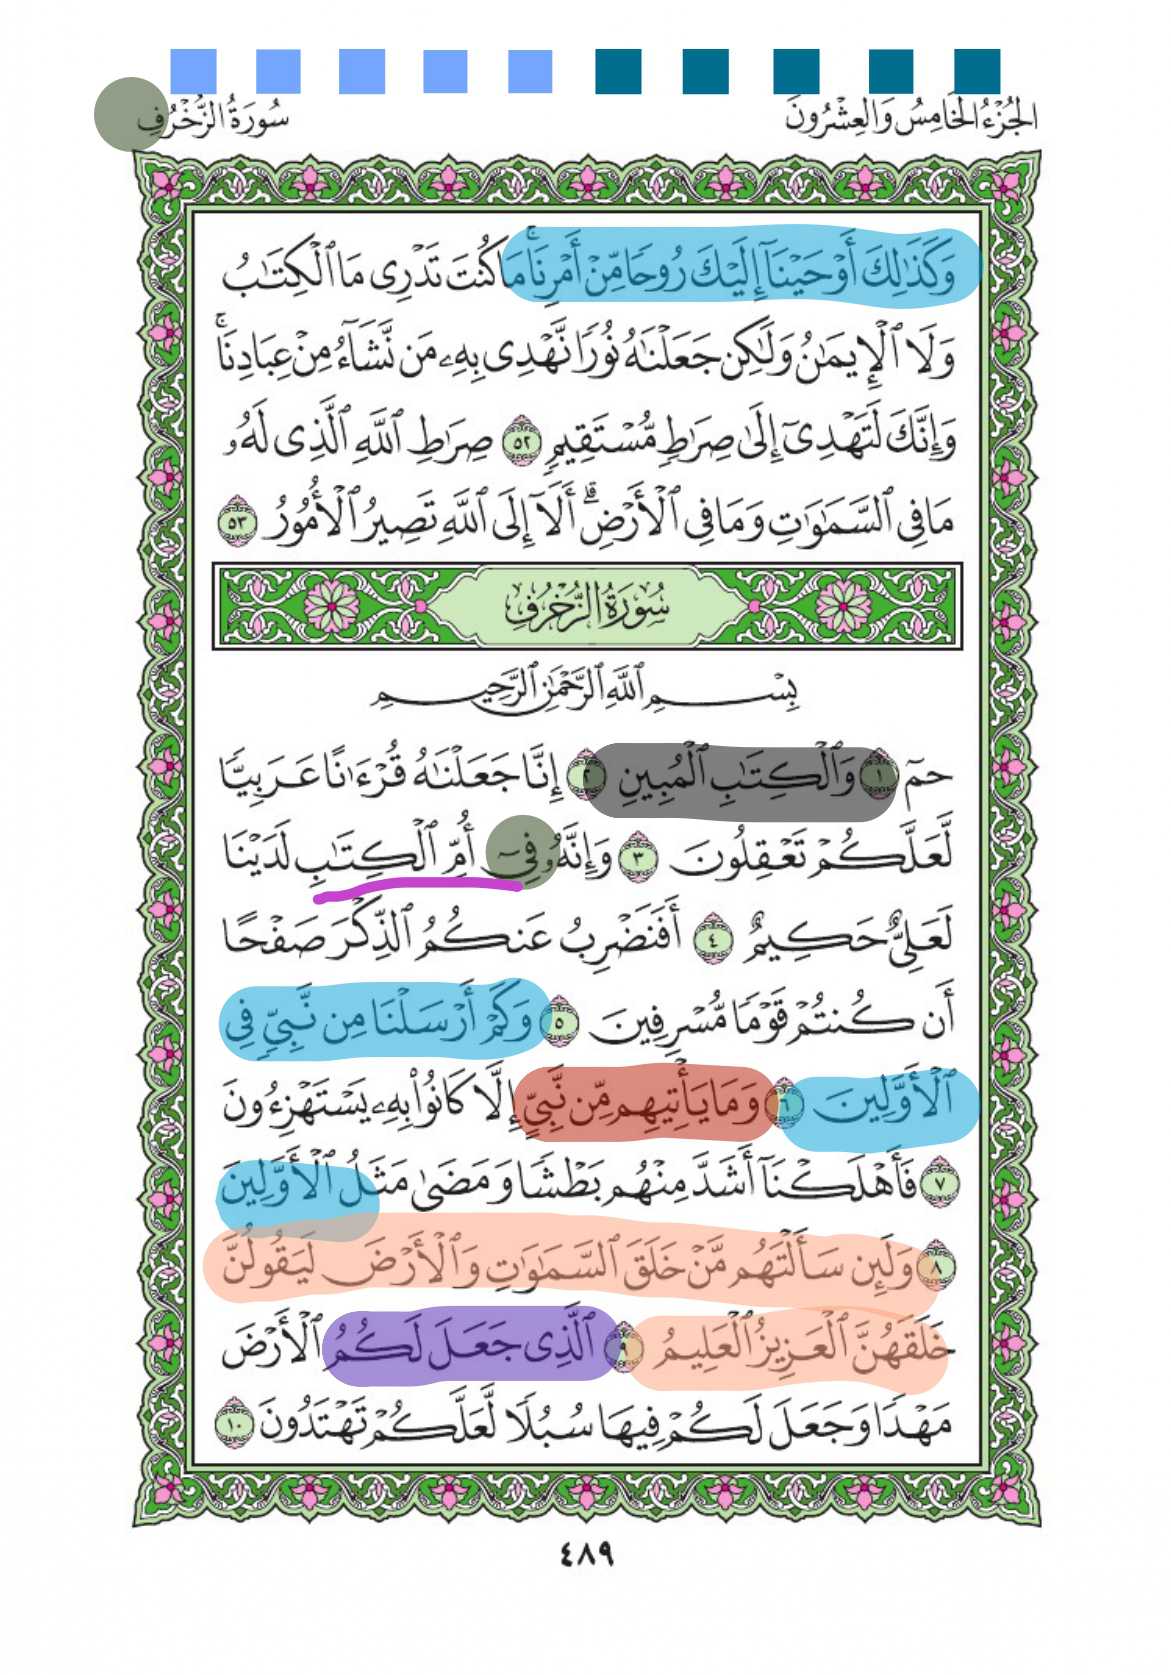 الجُزْءُ الخَامِسُ وَالعِشْرُونَ
سُورَةُ الزُّخْرُفِ
وَكَذَٰلِكَ أَوْحَيْنَآ إِلَيْكَ رُوحًا مِّنْ أَمْرِنَا ۚ مَا كُنتَ تَدْرِى مَا ٱلْكِتَٰبُ
وَلَا ٱلْإِيمَٰنُ وَلَٰكِن جَعَلْنَٰهُ نُورًا نَّهْدِى بِهِۦ مَن نَّشَآءُ مِنْ عِبَادِنَا ۚ
وَإِنَّكَ لَتَهْدِىٓ إِلَىٰ صِرَٰطٍ مُّسْتَقِيمٍ ٥٢ صِرَٰطِ ٱللَّهِ ٱلَّذِى لَهُۥ
مَا فِى ٱلسَّمَٰوَٰتِ وَمَا فِى ٱلْأَرْضِ ۗ أَلَآ إِلَى ٱللَّهِ تَصِيرُ ٱلْأُمُورُ ٥٣
سُورَةُ الزُّخْرُفِ
بِسْمِ ٱللَّهِ ٱلرَّحْمَٰنِ ٱلرَّحِيمِ
حمٓ ١ وَٱلْكِتَٰبِ ٱلْمُبِينِ ٢ إِنَّا جَعَلْنَٰهُ قُرْءَٰنًا عَرَبِيًّا
لَّعَلَّكُمْ تَعْقِلُونَ ٣ وَإِنَّهُۥ فِىٓ أُمِّ ٱلْكِتَٰبِ لَدَيْنَا
لَعَلِىٌّ حَكِيمٌ ٤ أَفَنَضْرِبُ عَنكُمُ ٱلذِّكْرَ صَفْحًا
أَن كُنتُمْ قَوْمًا مُّسْرِفِينَ ٥ وَكَمْ أَرْسَلْنَا مِن نَّبِىٍّ فِى
ٱلْأَوَّلِينَ ٦ وَمَا يَأْتِيهِم مِّن نَّبِىٍّ إِلَّا كَانُوا۟ بِهِۦ يَسْتَهْزِءُونَ
٧ فَأَهْلَكْنَآ أَشَدَّ مِنْهُم بَطْشًا وَمَضَىٰ مَثَلُ ٱلْأَوَّلِينَ
٨ وَلَئِن سَأَلْتَهُم مَّنْ خَلَقَ ٱلسَّمَٰوَٰتِ وَٱلْأَرْضَ لَيَقُولُنَّ
خَلَقَهُنَّ ٱلْعَزِيزُ ٱلْعَلِيمُ ٩ ٱلَّذِى جَعَلَ لَكُمُ ٱلْأَرْضَ
مَهْدًا وَجَعَلَ لَكُمْ فِيهَا سُبُلًا لَّعَلَّكُمْ تَهْتَدُونَ ١٠
٤٨٩